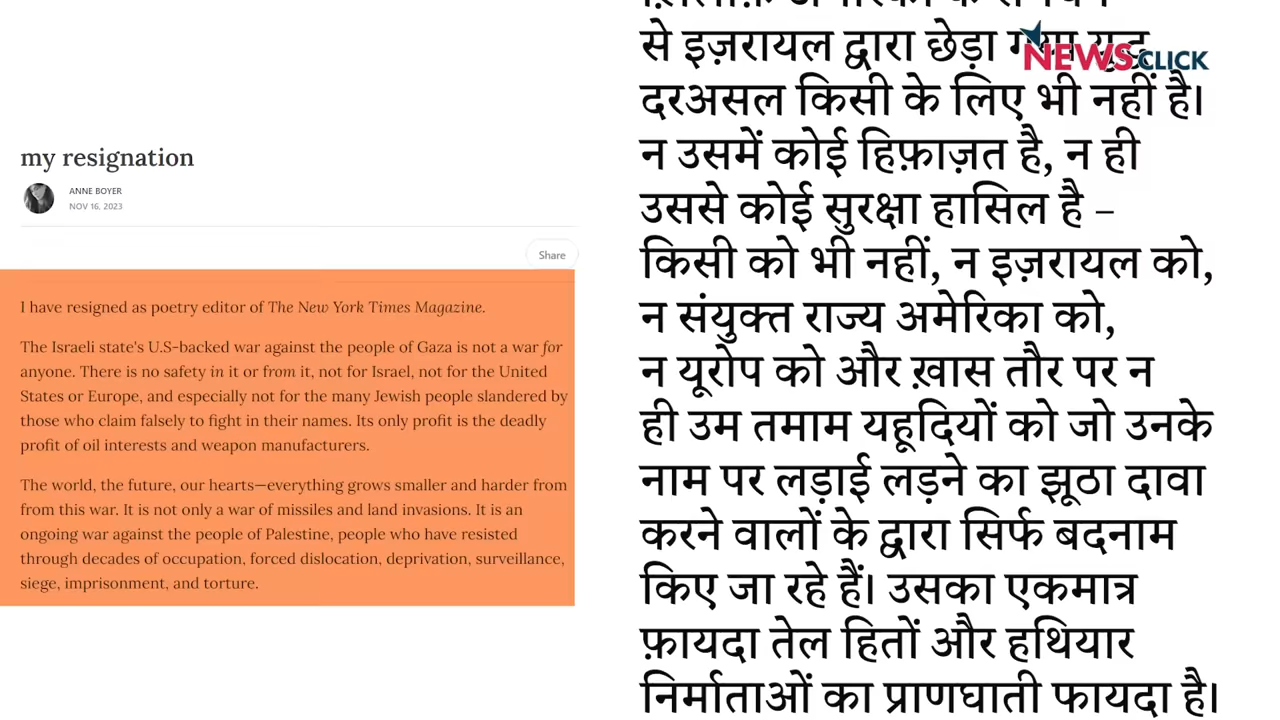 my resignation
ANNE BOYER
NOV 16, 2023
Share
I have resigned as poetry editor of The New York Times Magazine.
The Israeli state's U.S-backed war against the people of Gaza is not a war for
anyone. There is no safety in it or from it, not for Israel, not for the United
States or Europe, and especially not for the many Jewish people slandered by
those who claim falsely to fight in their names. Its only profit is the deadly
profit of oil interests and weapon manufacturers.
The world, the future, our hearts—everything grows smaller and harder from
from this war. It is not only a war of missiles and land invasions. It is an
ongoing war against the people of Palestine, people who have resisted
through decades of occupation, forced dislocation, deprivation, surveillance,
siege, imprisonment, and torture.
NEWSCLICK
से इज़रायल द्वारा छेड़ा गया युद्ध
दरअसल किसी के लिए भी नहीं है।
न उसमें कोई हिफ़ाज़त है, न ही
उससे कोई सुरक्षा हासिल है –
किसी को भी नहीं, न इज़रायल को,
न संयुक्त राज्य अमेरिका को,
न यूरोप को और ख़ास तौर पर न
ही उम तमाम यहूदियों को जो उनके
नाम पर लड़ाई लड़ने का झूठा दावा
करने वालों के द्वारा सिर्फ बदनाम
किए जा रहे हैं। उसका एकमात्र
फ़ायदा तेल हितों और हथियार
निर्माताओं का प्राणघाती फायदा है।